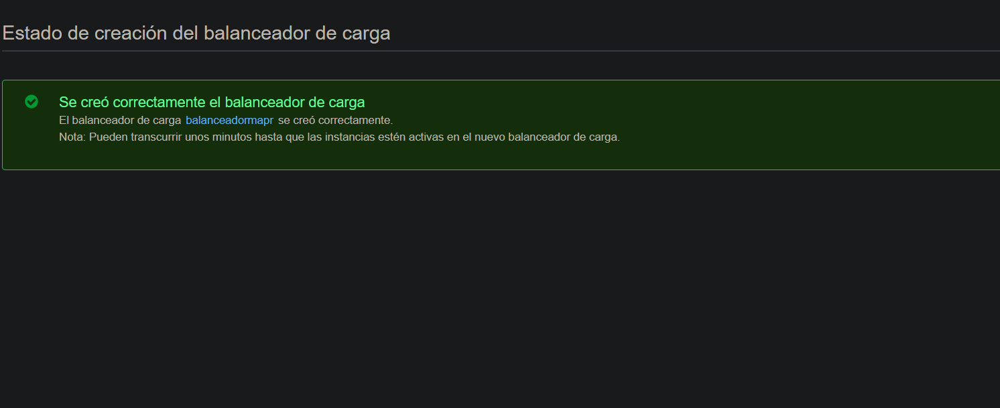 Estado de creación del balanceador de carga
Se creó correctamente el balanceador de carga
El balanceador de carga balanceadormapr se creó correctamente.
Nota: Pueden transcurrir unos minutos hasta que las instancias estén activas en el nuevo balanceador de carga.